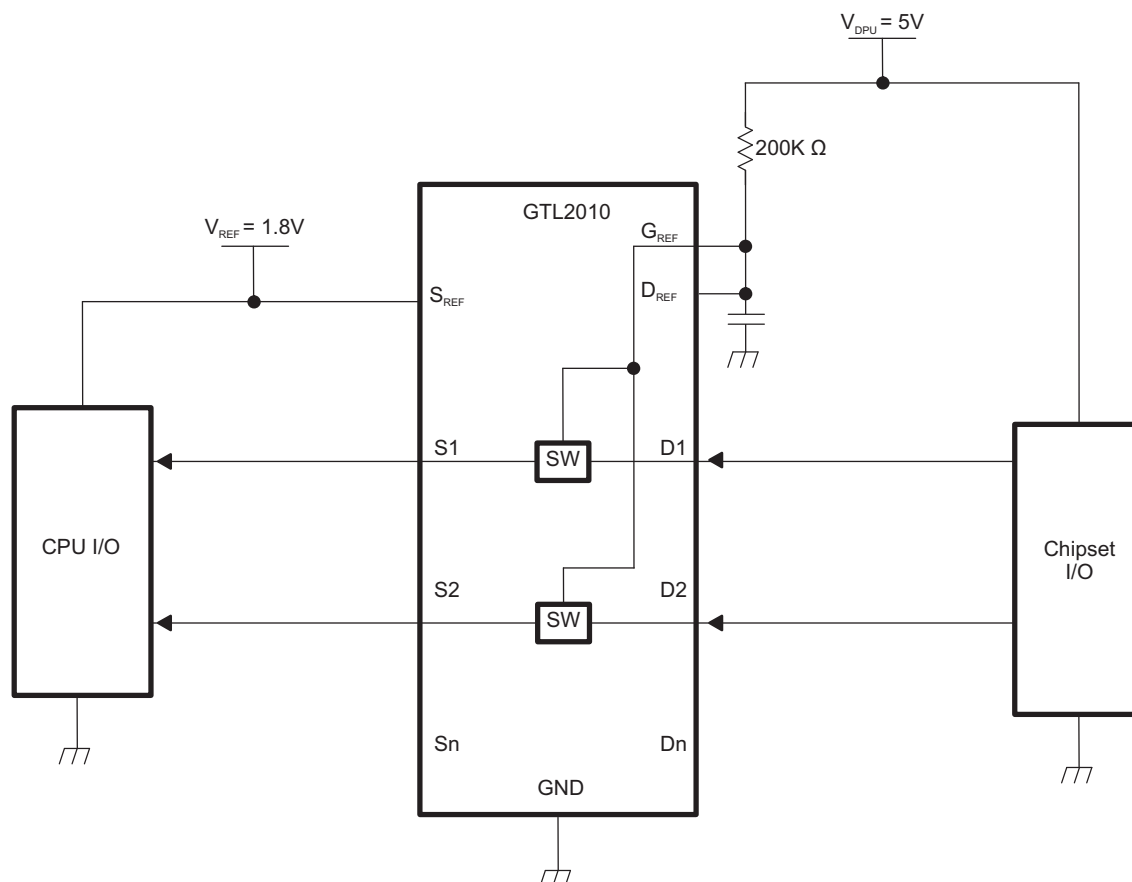 V_DPU = 5V
200K Ω
GTL2010
G_REF
V_REF = 1.8V
D_REF
S_REF
S1
SW
D1
CPU I/O
Chipset
I/O
S2
SW
D2
Sn
Dn
GND